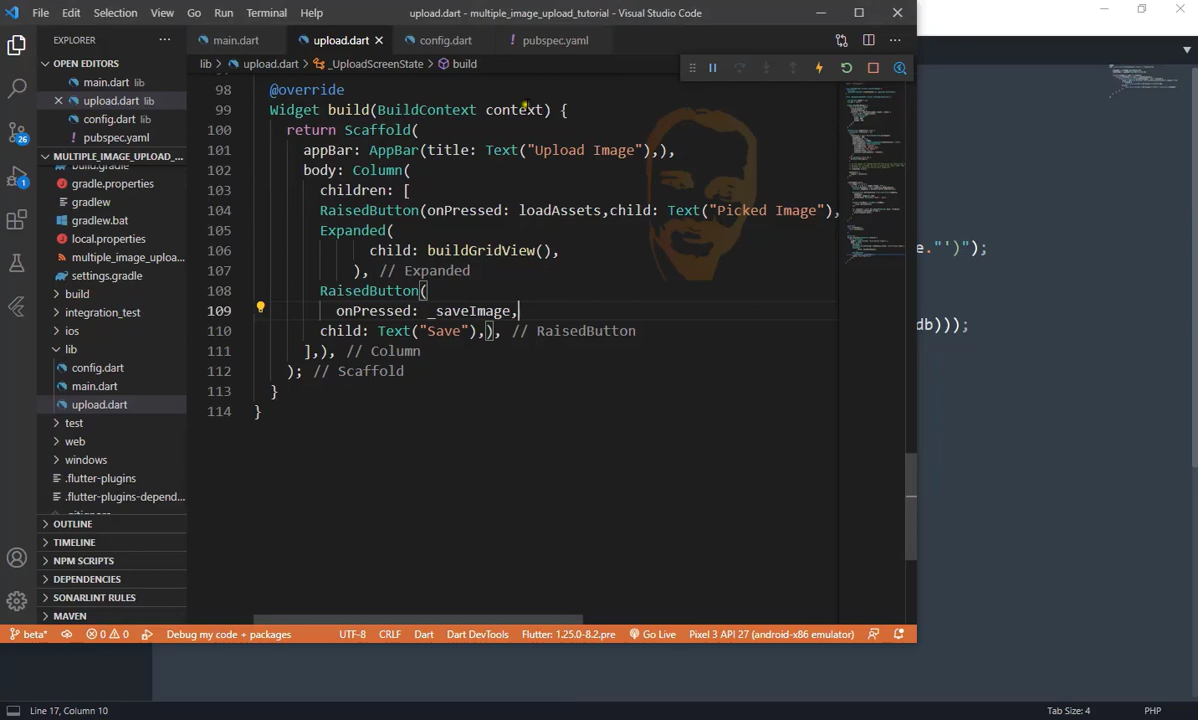 File Edit Selection View Go Run Terminal Help upload.dart - multiple_image_upload_tutorial - Visual Studio Code
EXPLORER
main.dart upload.dart config.dart pubspec.yaml
lib > upload.dart > _UploadScreenState > build
OPEN EDITORS
main.dart lib
upload.dart lib
config.dart lib
pubspec.yaml
MULTIPLE_IMAGE_UPLOAD_...
build.gradle
gradle.properties
gradlew
gradlew.bat
local.properties
multiple_image_uploa...
settings.gradle
build
integration_test
ios
lib
config.dart
main.dart
upload.dart
test
web
windows
.flutter-plugins
.flutter-plugins-depend...
OUTLINE
TIMELINE
NPM SCRIPTS
DEPENDENCIES
SONARLINT RULES
MAVEN
26
1
98 @override
99 Widget build(BuildContext context) {
100 return Scaffold(
101 appBar: AppBar(title: Text("Upload Image"),),
102 body: Column(
103 children: [
104 RaisedButton(onPressed: loadAssets,child: Text("Picked Image"),
105 Expanded(
106 child: buildGridView(),
107 ), // Expanded
108 RaisedButton(
109 onPressed: _saveImage,
110 child: Text("Save"),), // RaisedButton
111 ],), // Column
112 ); // Scaffold
113 }
114 }
e."')");
db)));
beta* 0 0 Debug my code + packages UTF-8 CRLF Dart Dart DevTools Flutter: 1.25.0-8.2.pre Go Live Pixel 3 API 27 (android-x86 emulator)
Line 17, Column 10 Tab Size: 4 PHP